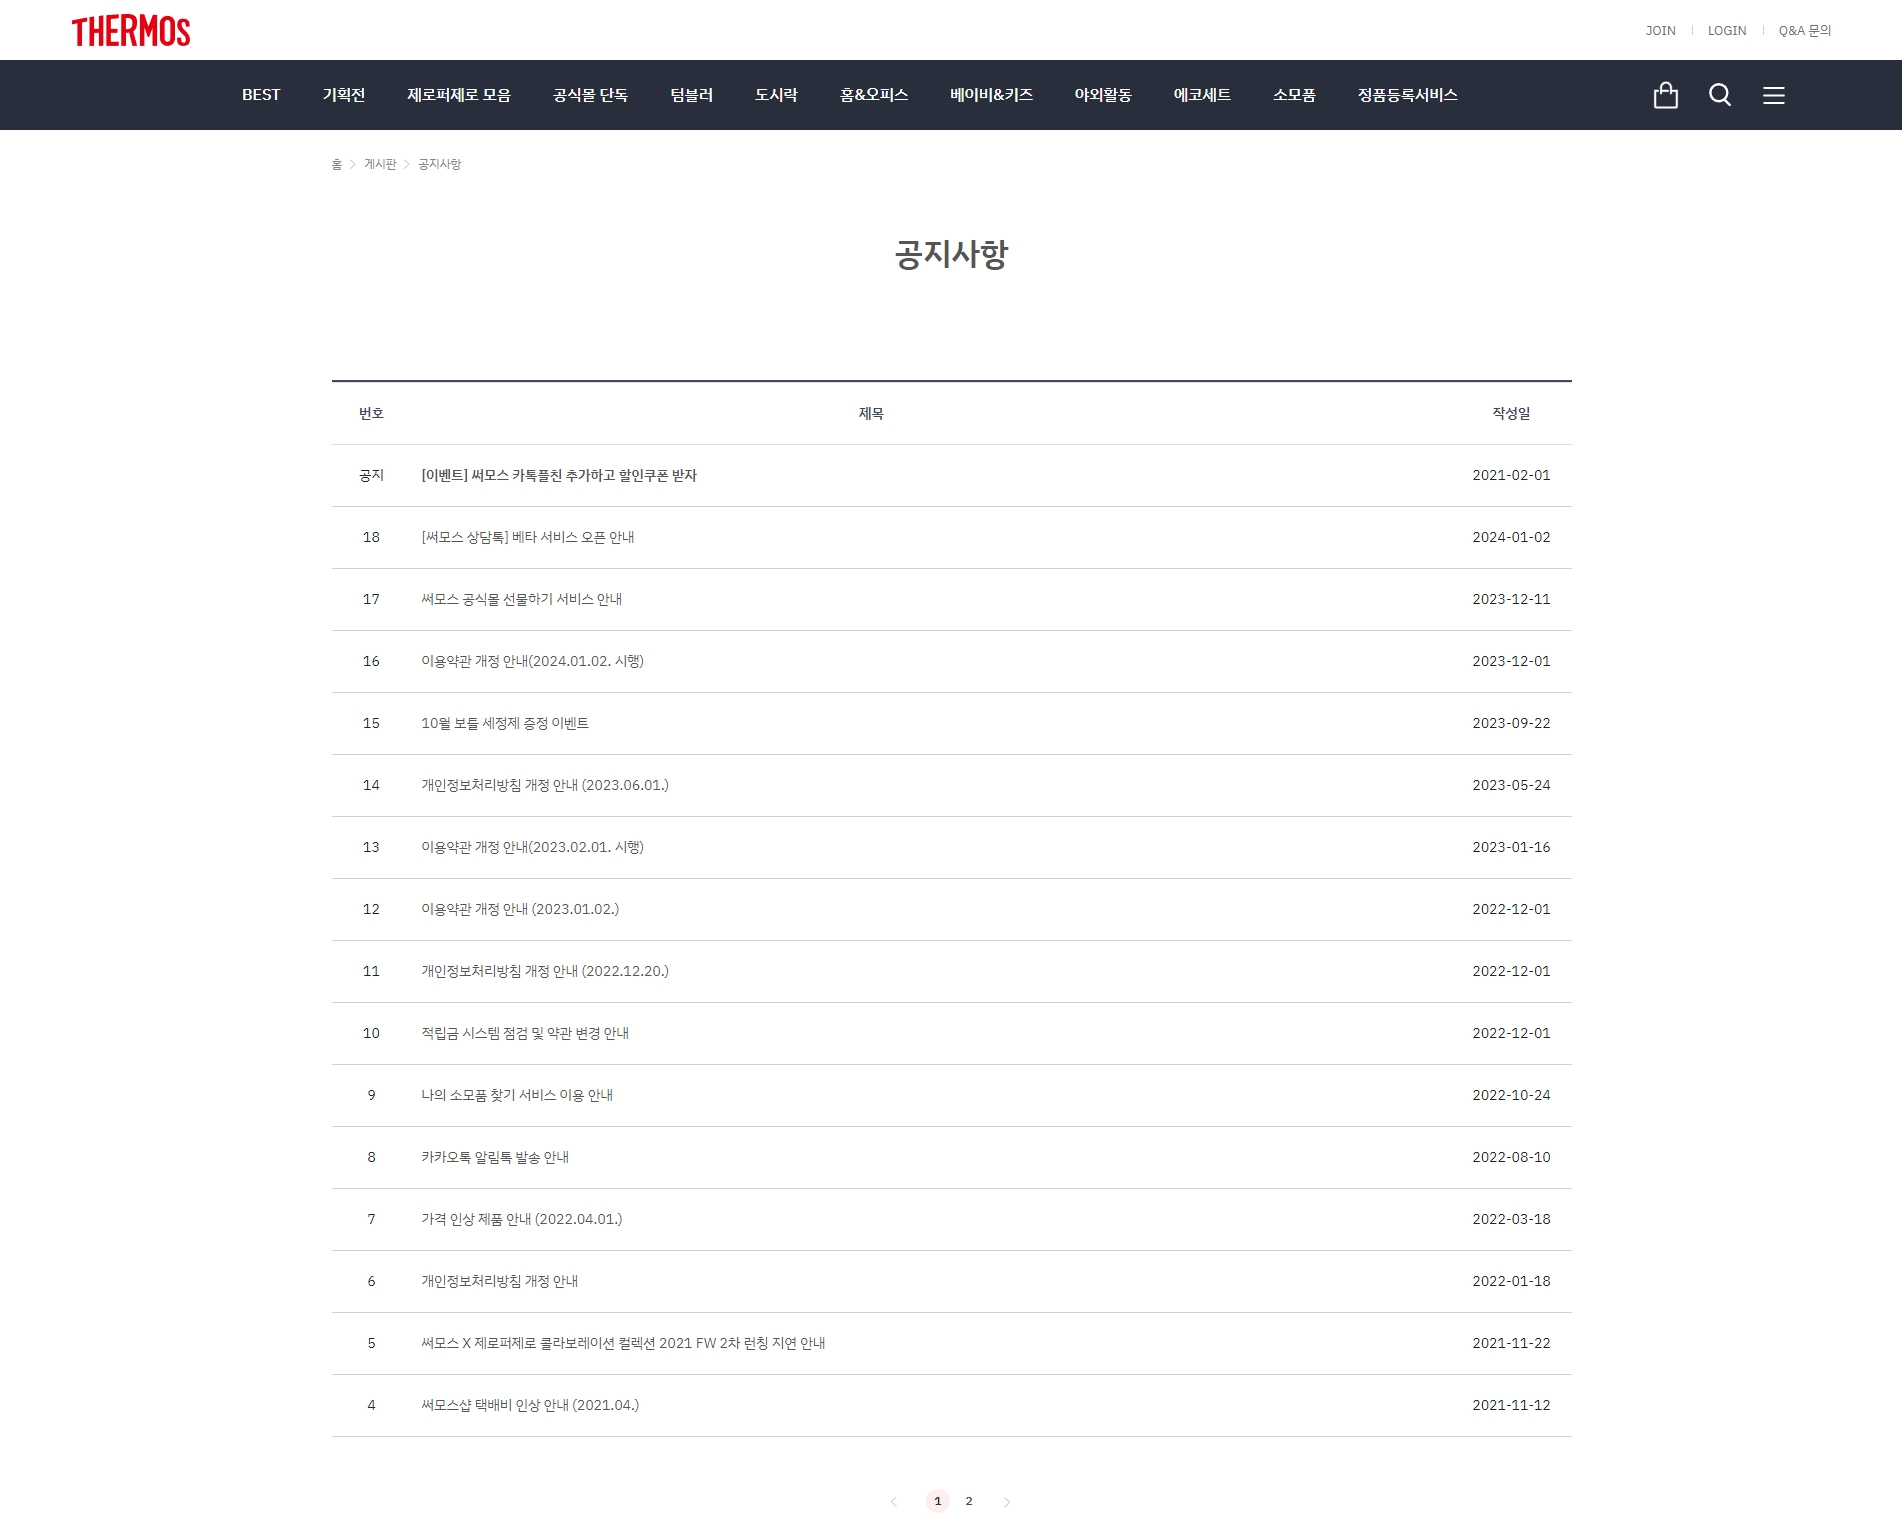 THERMOS
JOIN LOGIN Q&A 문의
BEST 기획전 제로퍼제로 모음 공식몰 단독 텀블러 도시락 홈&오피스 베이비&키즈 야외활동 에코세트 소모품 정품등록서비스
홈 > 게시판 > 공지사항
공지사항
번호 제목 작성일
공지 [이벤트] 써모스 카톡플친 추가하고 할인쿠폰 받자 2021-02-01
18 [써모스 상담톡] 베타 서비스 오픈 안내 2024-01-02
17 써모스 공식몰 선물하기 서비스 안내 2023-12-11
16 이용약관 개정 안내(2024.01.02. 시행) 2023-12-01
15 10월 보틀 세정제 증정 이벤트 2023-09-22
14 개인정보처리방침 개정 안내 (2023.06.01.) 2023-05-24
13 이용약관 개정 안내(2023.02.01. 시행) 2023-01-16
12 이용약관 개정 안내 (2023.01.02.) 2022-12-01
11 개인정보처리방침 개정 안내 (2022.12.20.) 2022-12-01
10 적립금 시스템 점검 및 약관 변경 안내 2022-12-01
9 나의 소모품 찾기 서비스 이용 안내 2022-10-24
8 카카오톡 알림톡 발송 안내 2022-08-10
7 가격 인상 제품 안내 (2022.04.01.) 2022-03-18
6 개인정보처리방침 개정 안내 2022-01-18
5 써모스 X 제로퍼제로 콜라보레이션 컬렉션 2021 FW 2차 런칭 지연 안내 2021-11-22
4 써모스샵 택배비 인상 안내 (2021.04.) 2021-11-12
< 1 2 >